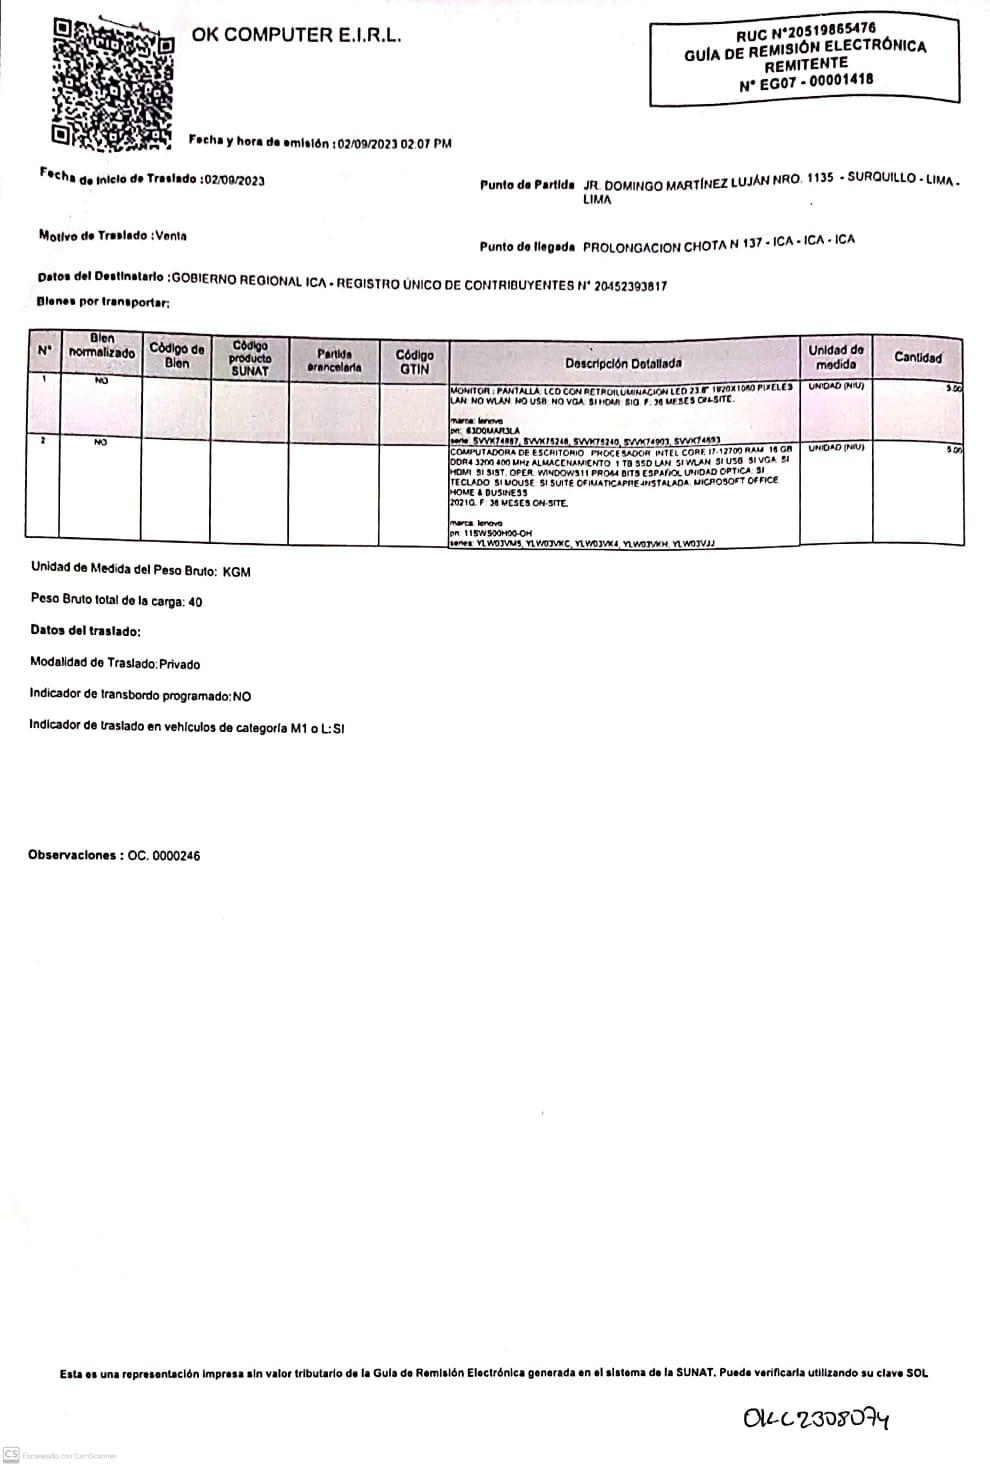 OK COMPUTER E.I.R.L.
RUC N°20519865476
GUÍA DE REMISIÓN ELECTRÓNICA
REMITENTE
N° EG07 - 00001418
Fecha y hora de emisión :02/09/2023 02:07 PM
Fecha de Inicio de Traslado :02/09/2023
Punto de Partida JR. DOMINGO MARTÍNEZ LUJÁN NRO. 1135 - SURQUILLO - LIMA -
LIMA
Motivo de Traslado :Venta
Punto de llegada PROLONGACION CHOTA N 137 - ICA - ICA - ICA
Datos del Destinatario :GOBIERNO REGIONAL ICA - REGISTRO ÚNICO DE CONTRIBUYENTES N° 20452393817
Bienes por transportar:
N° Bien normalizado Código de Bien Código producto SUNAT Partida arancelaria Código GTIN Descripción Detallada Unidad de medida Cantidad
1 NO MONITOR : PANTALLA: LCD CON RETROILUMINACION LED 23.8" 1920X1080 PIXELES UNIDAD (NIU) 5.00
LAN: NO WLAN: NO USB: NO VGA: SI HDMI: SI G. F: 36 MESES ON-SITE.
marca: lenovo
pn:
serie: SVVK74887, SVVK75246, SVVK75240, SVVK74903, SVVK74893
2 NO COMPUTADORA DE ESCRITORIO PROCESADOR: INTEL CORE I7-12700 RAM: 16 GB UNIDAD (NIU) 5.00
DDR4 3200 MHz ALMACENAMIENTO: 1 TB SSD LAN: SI WLAN: SI USB: SI VGA: SI
HDMI: SI SIST. OPER: WINDOWS 11 PRO 64 BITS ESPAÑOL UNIDAD OPTICA: SI
TECLADO: SI MOUSE: SI SUITE OFIMATICA PRE-INSTALADA: MICROSOFT OFFICE
HOME & BUSINESS
2021 G. F: 36 MESES ON-SITE.
marca: lenovo
pn: 11SWS00H00-OH
series: YLW03VMS, YLW03VKC, YLW03VK4, YLW03VKH, YLW03VJJ
Unidad de Medida del Peso Bruto: KGM
Peso Bruto total de la carga: 40
Datos del traslado:
Modalidad de Traslado:Privado
Indicador de transbordo programado:NO
Indicador de traslado en vehículos de categoría M1 o L:SI
Observaciones : OC. 0000246
Esta es una representación impresa sin valor tributario de la Guía de Remisión Electrónica generada en el sistema de la SUNAT. Puede verificarla utilizando su clave SOL
OKC2308074
CS Escaneado con CamScanner